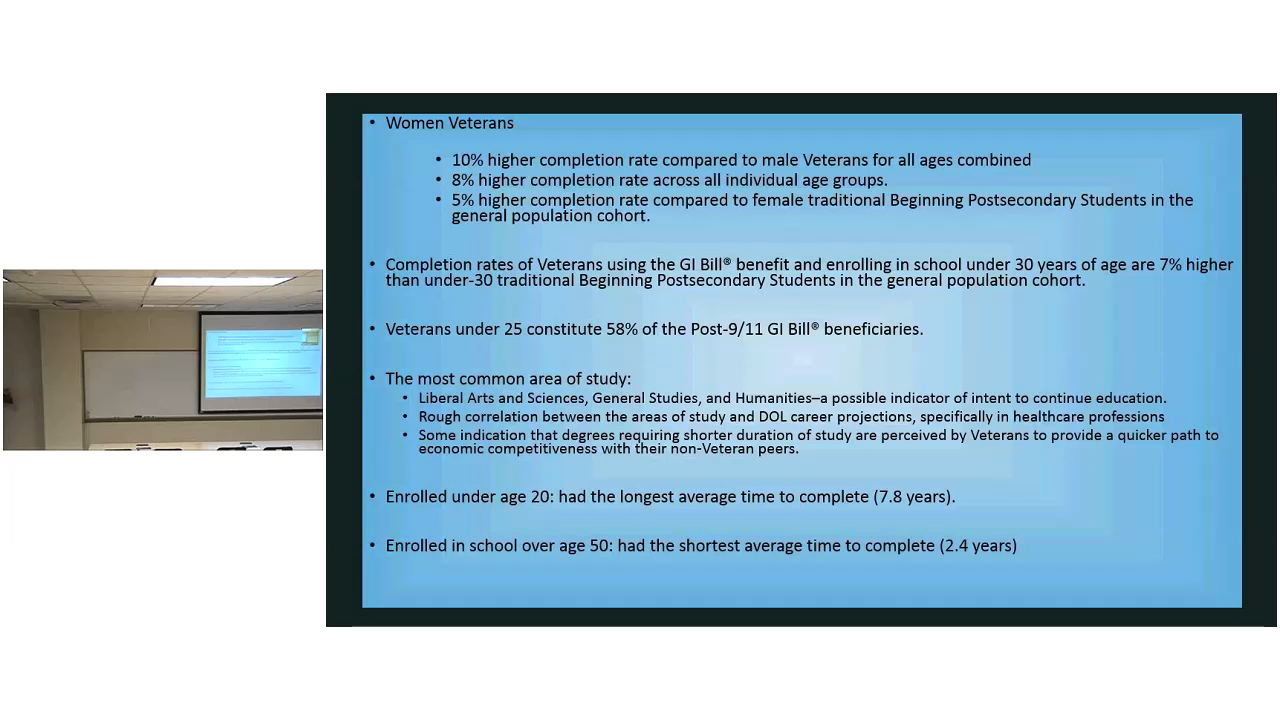 • Women Veterans
• 10% higher completion rate compared to male Veterans for all ages combined
• 8% higher completion rate across all individual age groups.
• 5% higher completion rate compared to female traditional Beginning Postsecondary Students in the
general population cohort.
• Completion rates of Veterans using the GI Bill® benefit and enrolling in school under 30 years of age are 7% higher
than under-30 traditional Beginning Postsecondary Students in the general population cohort.
• Veterans under 25 constitute 58% of the Post-9/11 GI Bill® beneficiaries.
• The most common area of study:
• Liberal Arts and Sciences, General Studies, and Humanities–a possible indicator of intent to continue education.
• Rough correlation between the areas of study and DOL career projections, specifically in healthcare professions
• Some indication that degrees requiring shorter duration of study are perceived by Veterans to provide a quicker path to
economic competitiveness with their non-Veteran peers.
• Enrolled under age 20: had the longest average time to complete (7.8 years).
• Enrolled in school over age 50: had the shortest average time to complete (2.4 years)